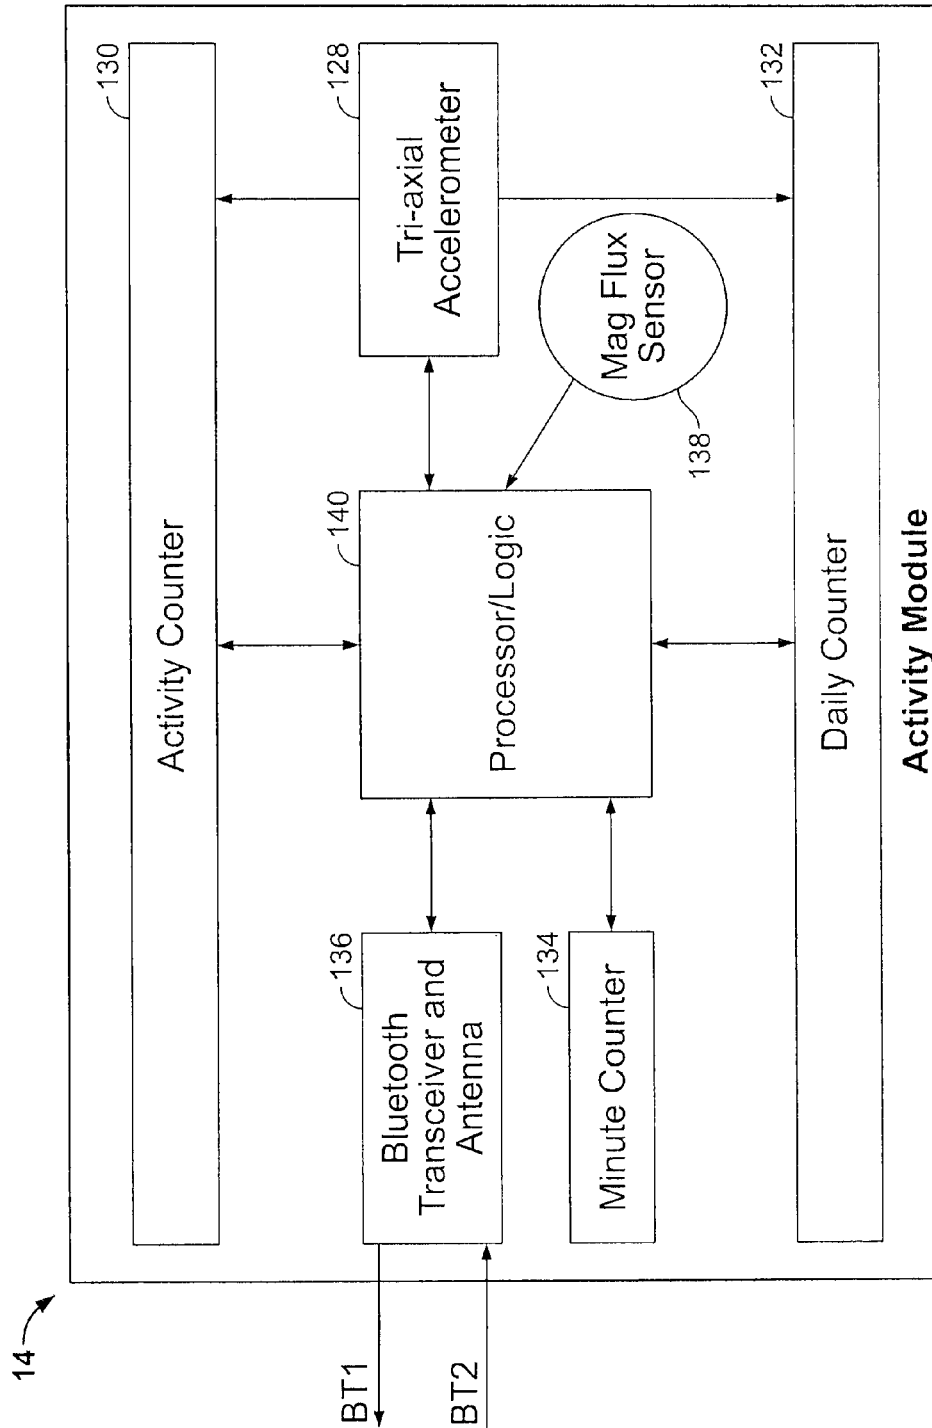 14
130
Activity Counter
BT1
BT2
136
Bluetooth
Transceiver and
Antenna
140
Processor/Logic
128
Tri-axial
Accelerometer
134
Minute Counter
Mag Flux
Sensor
138
132
Daily Counter
Activity Module